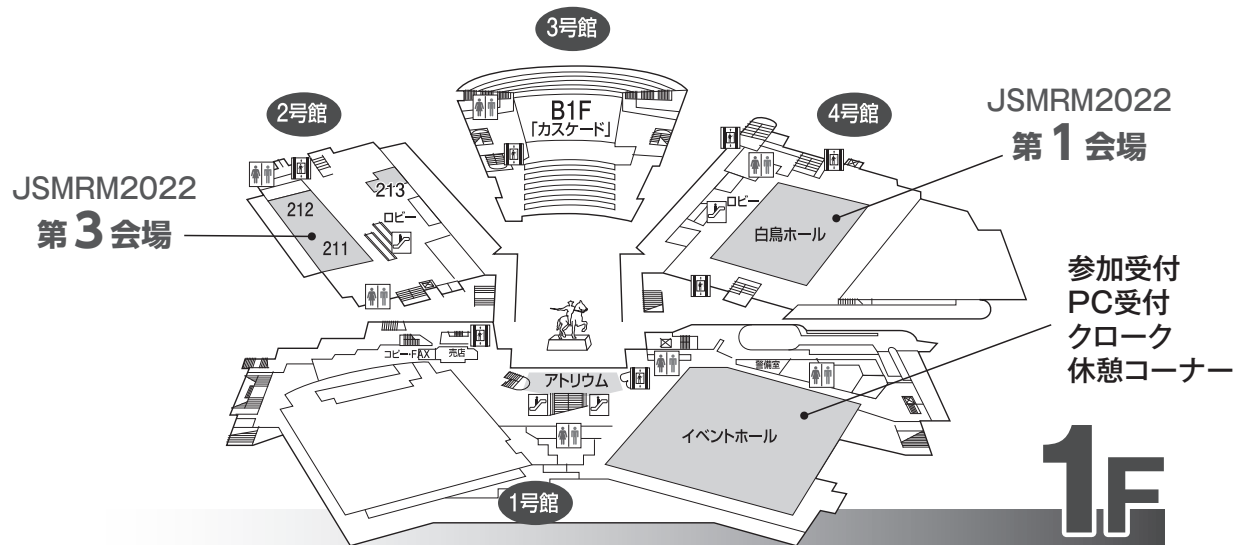 3号館
2号館
B1F
「カスケード」
4号館
JSMRM2022
第1会場
JSMRM2022
第3会場
213
ロビー
212
211
ロビー
白鳥ホール
参加受付
PC受付
クローク
休憩コーナー
コピー・FAX
売店
警備室
アトリウム
イベントホール
1号館
1F